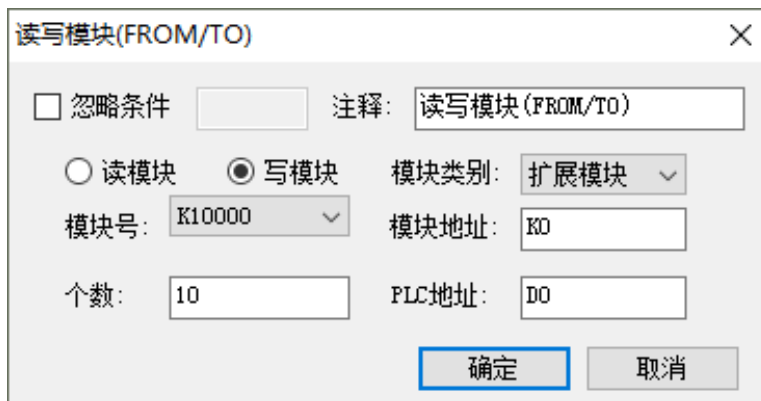 读写模块(FROM/TO)
忽略条件 注释: 读写模块(FROM/TO)
读模块 写模块 模块类别: 扩展模块
模块号: K10000 模块地址: K0
个数: 10 PLC地址: D0
确定 取消